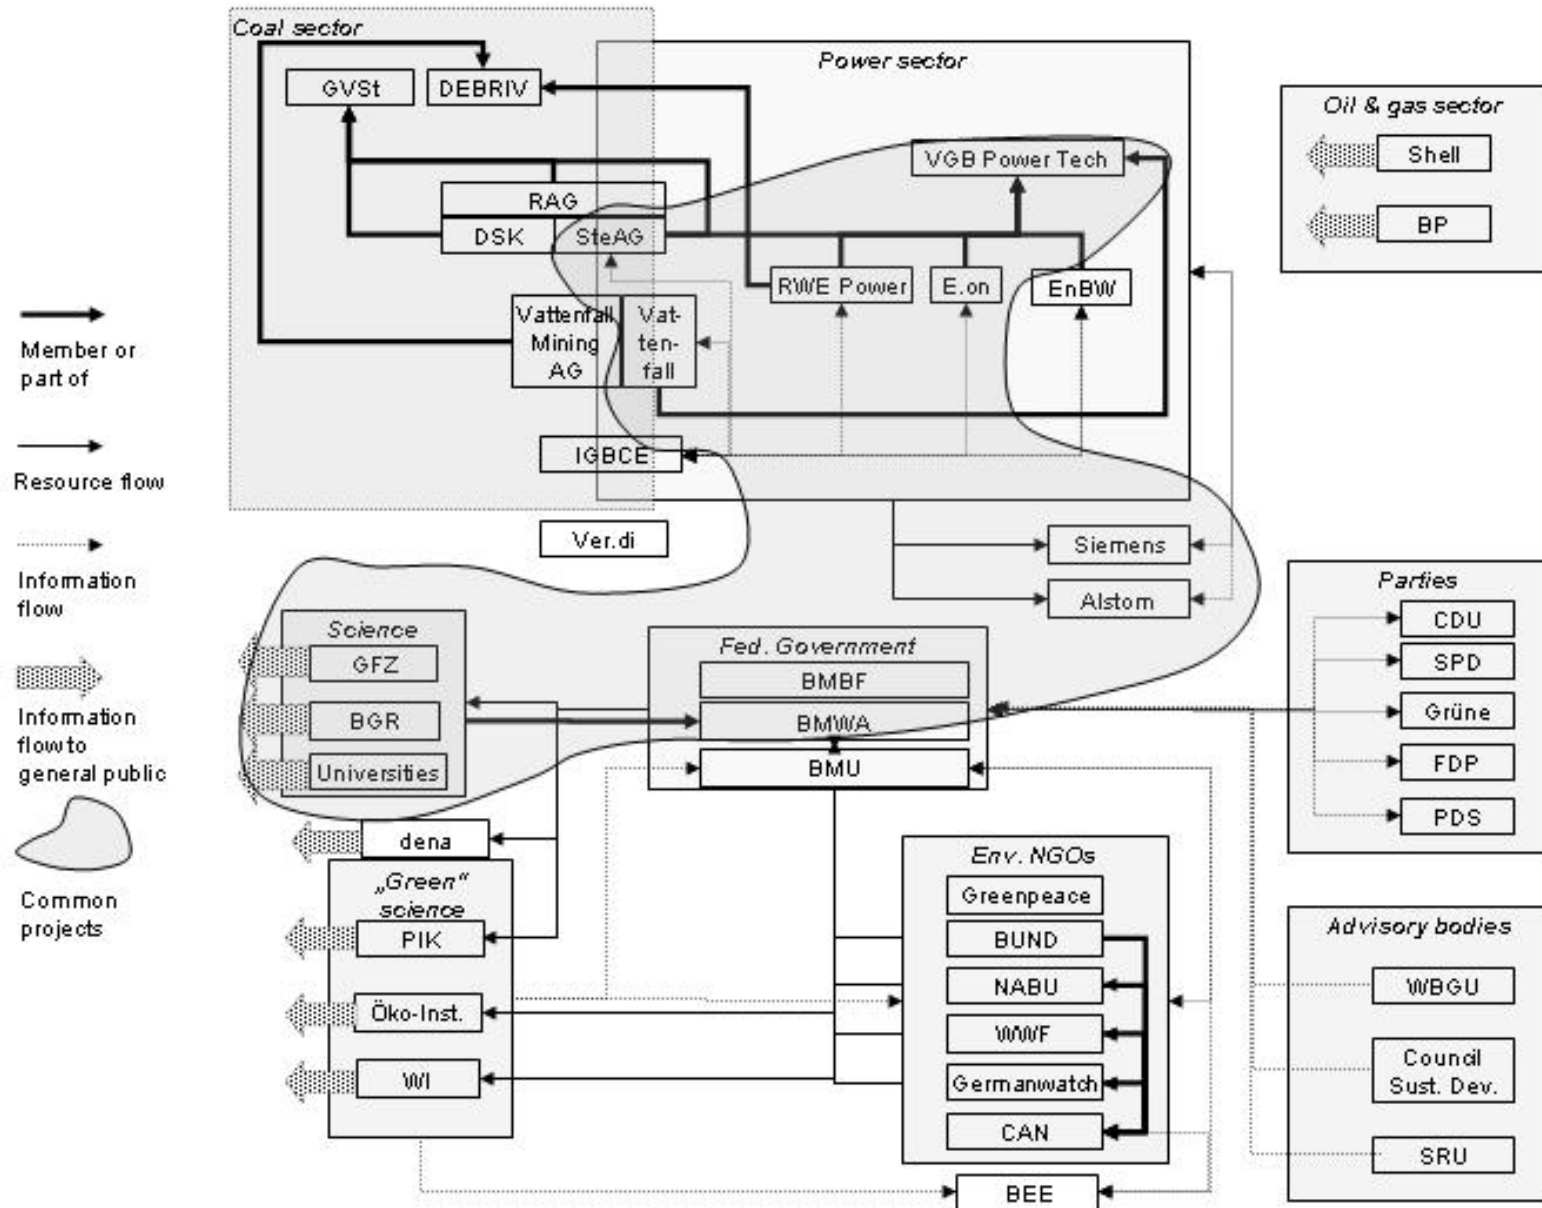 Coal sector
Power sector
GVSt
DEBRIV
Oil & gas sector
VGB Power Tech
Shell
RAG
DSK
SteAG
BP
RWE Power
E.on
EnBW
Vattenfall
Mining
AG
Vat-
ten-
fall
Member or
part of
IGBCE
Resource flow
Ver.di
Siemens
Information
flow
Alstom
Parties
Science
Fed. Government
CDU
GFZ
BMBF
SPD
Information
flow to
general public
BGR
BMWA
Grüne
Universities
BMU
FDP
PDS
dena
Env. NGOs
„Green“
science
Greenpeace
Common
projects
PIK
BUND
Advisory bodies
NABU
WBGU
Öko-Inst.
WWF
Council
Sust. Dev.
WI
Germanwatch
CAN
SRU
BEE